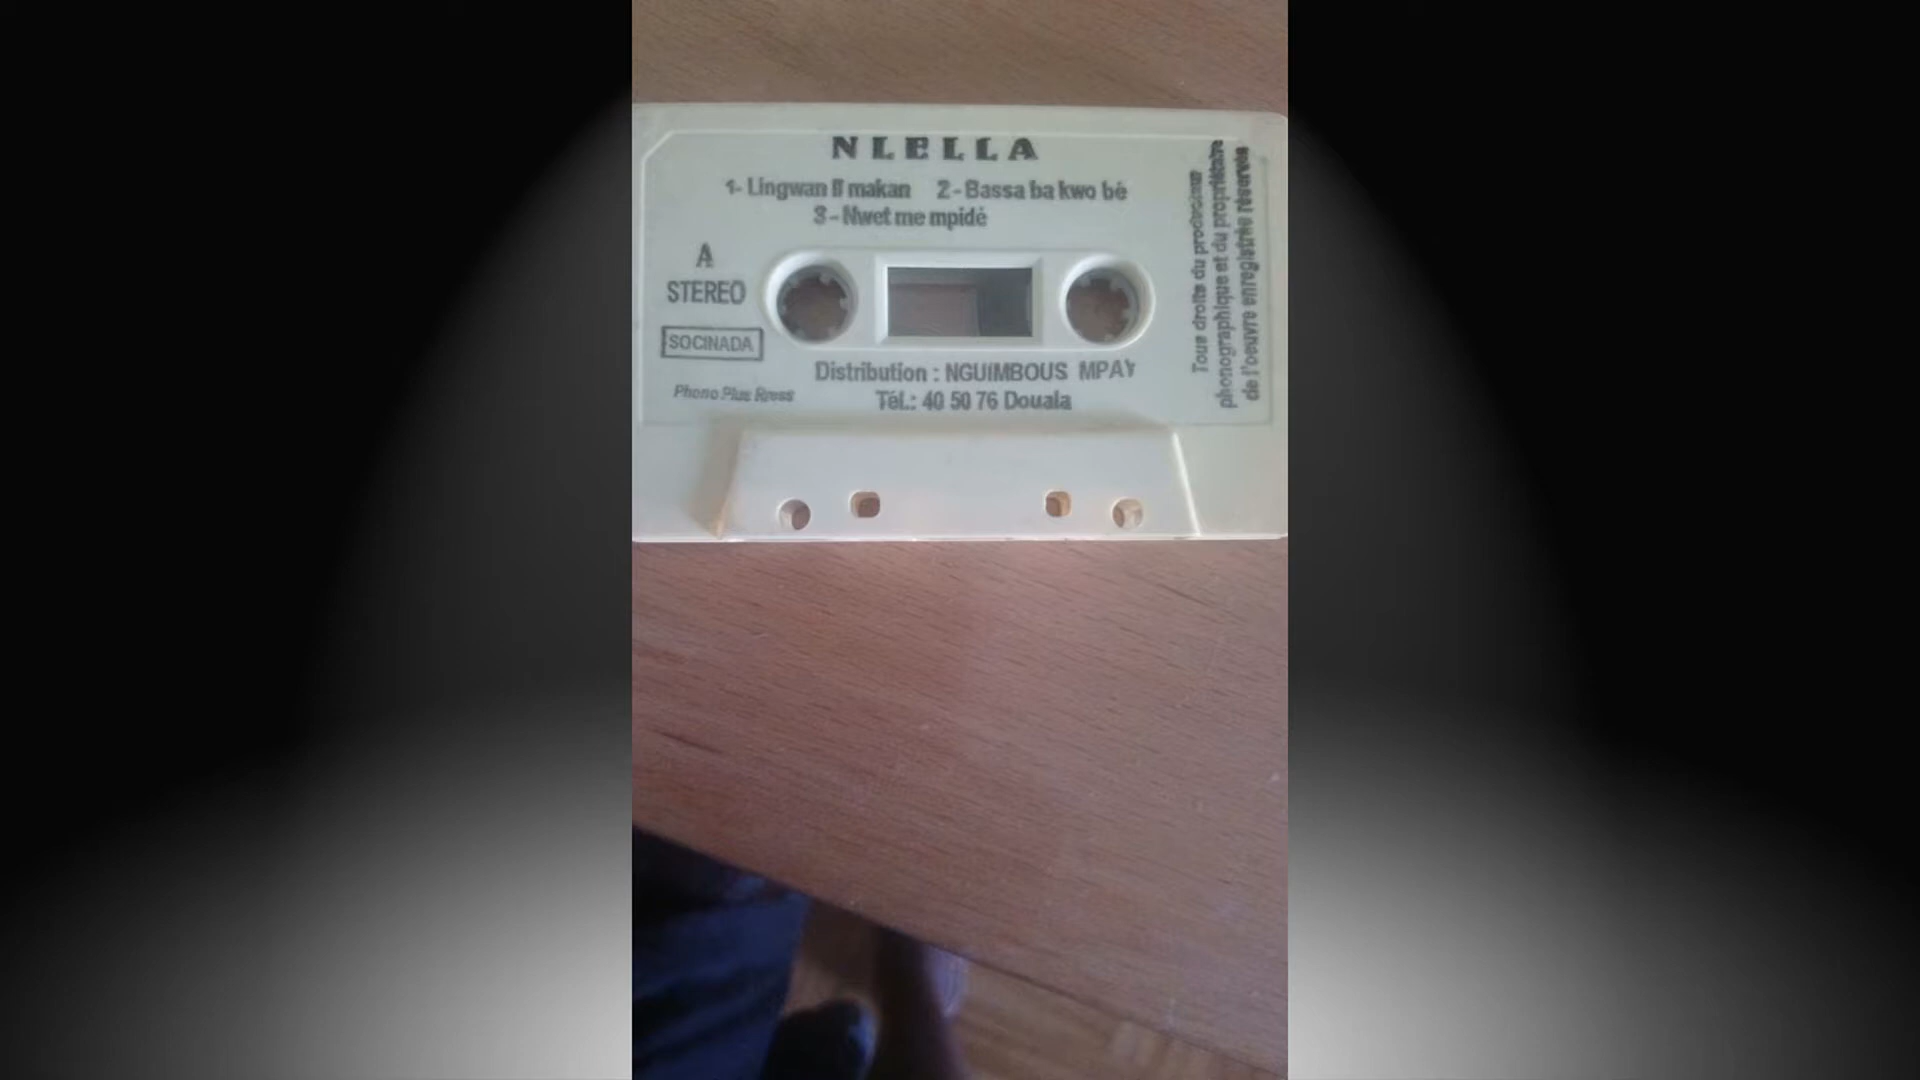 NLELLA
1- Lingwan li makan 2- Bassa ba kwo bé
3- Nwet me mpidé
A
STEREO
SOCINADA
Phono Plus Press
Distribution : NGUIMBOUS MPAY
Tél.: 40 50 76 Douala
Tous droits du producteur
phonographique et du propriétaire
de l'oeuvre enregistrée réservés